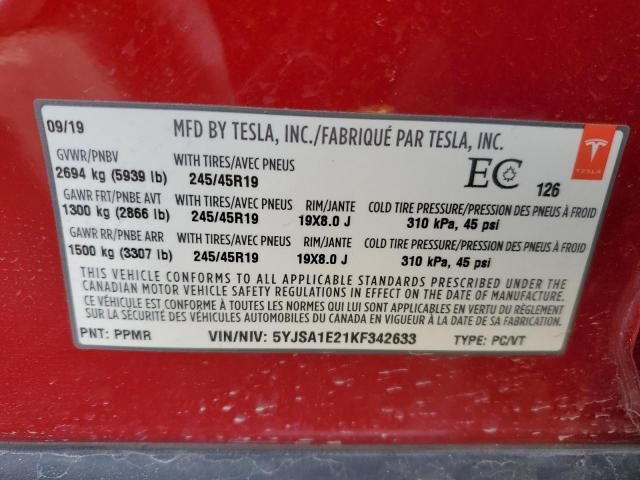 09/19 MFD BY TESLA, INC./FABRIQUÉ PAR TESLA, INC.
TESLA
GVWR/PNBV WITH TIRES/AVEC PNEUS
2694 kg (5939 lb) 245/45R19
EC 126
GAWR FRT/PNBE AVT WITH TIRES/AVEC PNEUS RIM/JANTE COLD TIRE PRESSURE/PRESSION DES PNEUS À FROID
1300 kg (2866 lb) 245/45R19 19X8.0 J 310 kPa, 45 psi
GAWR RR/PNBE ARR WITH TIRES/AVEC PNEUS RIM/JANTE COLD TIRE PRESSURE/PRESSION DES PNEUS À FROID
1500 kg (3307 lb) 245/45R19 19X8.0 J 310 kPa, 45 psi
THIS VEHICLE CONFORMS TO ALL APPLICABLE STANDARDS PRESCRIBED UNDER THE
CANADIAN MOTOR VEHICLE SAFETY REGULATIONS IN EFFECT ON THE DATE OF MANUFACTURE
CE VÉHICULE EST CONFORME À TOUTES LES NORMES QUI LUI SONT APPLICABLES EN VERTU DU RÈGLEMENT
SUR LA SÉCURITÉ DES VÉHICULES AUTOMOBILES DU CANADA EN VIGUEUR À LA DATE DE SA FABRICATION.
PNT: PPMR VIN/NIV: 5YJSA1E21KF342633 TYPE: PC/VT